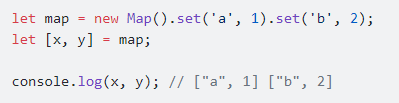 let map = new Map().set('a', 1).set('b', 2);
let [x, y] = map;
console.log(x, y); // ["a", 1] ["b", 2]